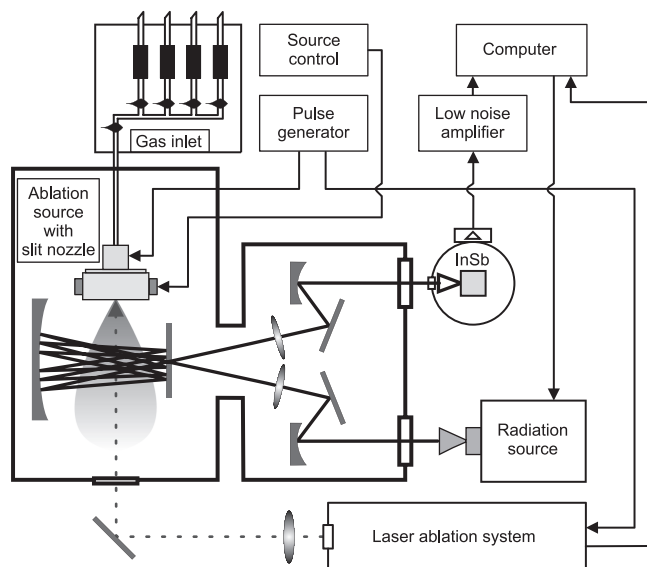 Source
control
Computer
Pulse
generator
Low noise
amplifier
Gas inlet
Ablation
source
with
slit nozzle
InSb
Radiation
source
Laser ablation system